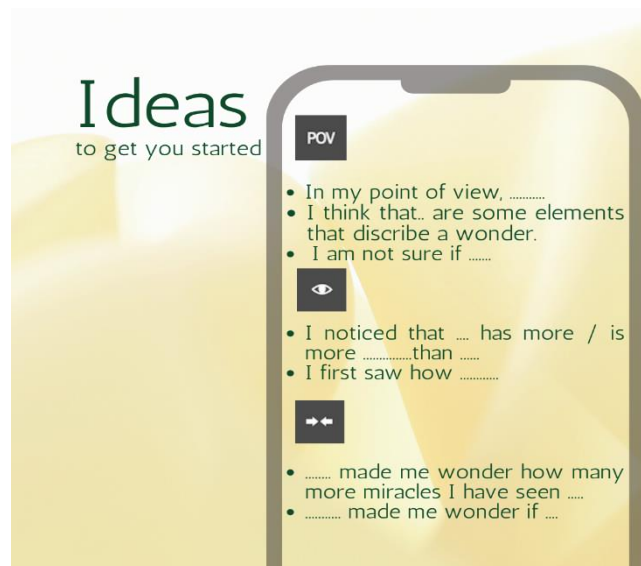 Ideas
to get you started
POV
• In my point of view, ...........
• I think that.. are some elements
that discribe a wonder.
• I am not sure if .......
• I noticed that .... has more / is
more ...............than ......
• I first saw how ............
• ........ made me wonder how many
more miracles I have seen .....
• ........... made me wonder if ....